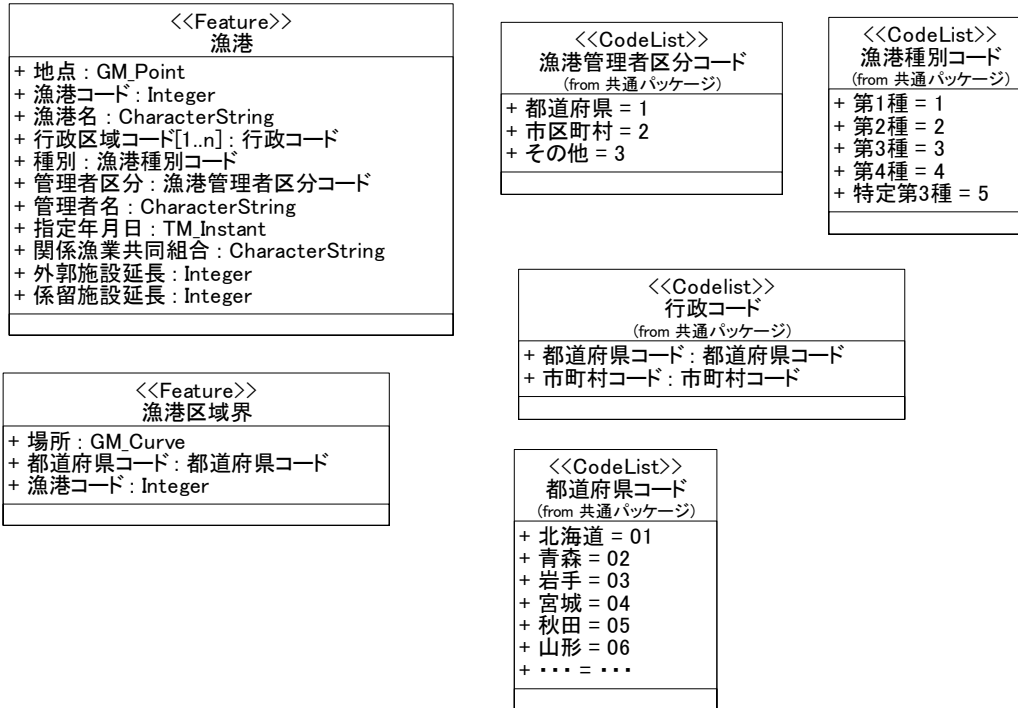 <<Feature>>
漁港
+ 地点 : GM_Point
+ 漁港コード : Integer
+ 漁港名 : CharacterString
+ 行政区域コード[1..n] : 行政コード
+ 種別 : 漁港種別コード
+ 管理者区分 : 漁港管理者区分コード
+ 管理者名 : CharacterString
+ 指定年月日 : TM_Instant
+ 関係漁業共同組合 : CharacterString
+ 外郭施設延長 : Integer
+ 係留施設延長 : Integer
<<CodeList>>
漁港管理者区分コード
(from 共通パッケージ)
+ 都道府県 = 1
+ 市区町村 = 2
+ その他 = 3
<<CodeList>>
漁港種別コード
(from 共通パッケージ)
+ 第1種 = 1
+ 第2種 = 2
+ 第3種 = 3
+ 第4種 = 4
+ 特定第3種 = 5
<<Codelist>>
行政コード
(from 共通パッケージ)
+ 都道府県コード : 都道府県コード
+ 市町村コード : 市町村コード
<<Feature>>
漁港区域界
+ 場所 : GM_Curve
+ 都道府県コード : 都道府県コード
+ 漁港コード : Integer
<<CodeList>>
都道府県コード
(from 共通パッケージ)
+ 北海道 = 01
+ 青森 = 02
+ 岩手 = 03
+ 宮城 = 04
+ 秋田 = 05
+ 山形 = 06
+ ・・・ = ・・・